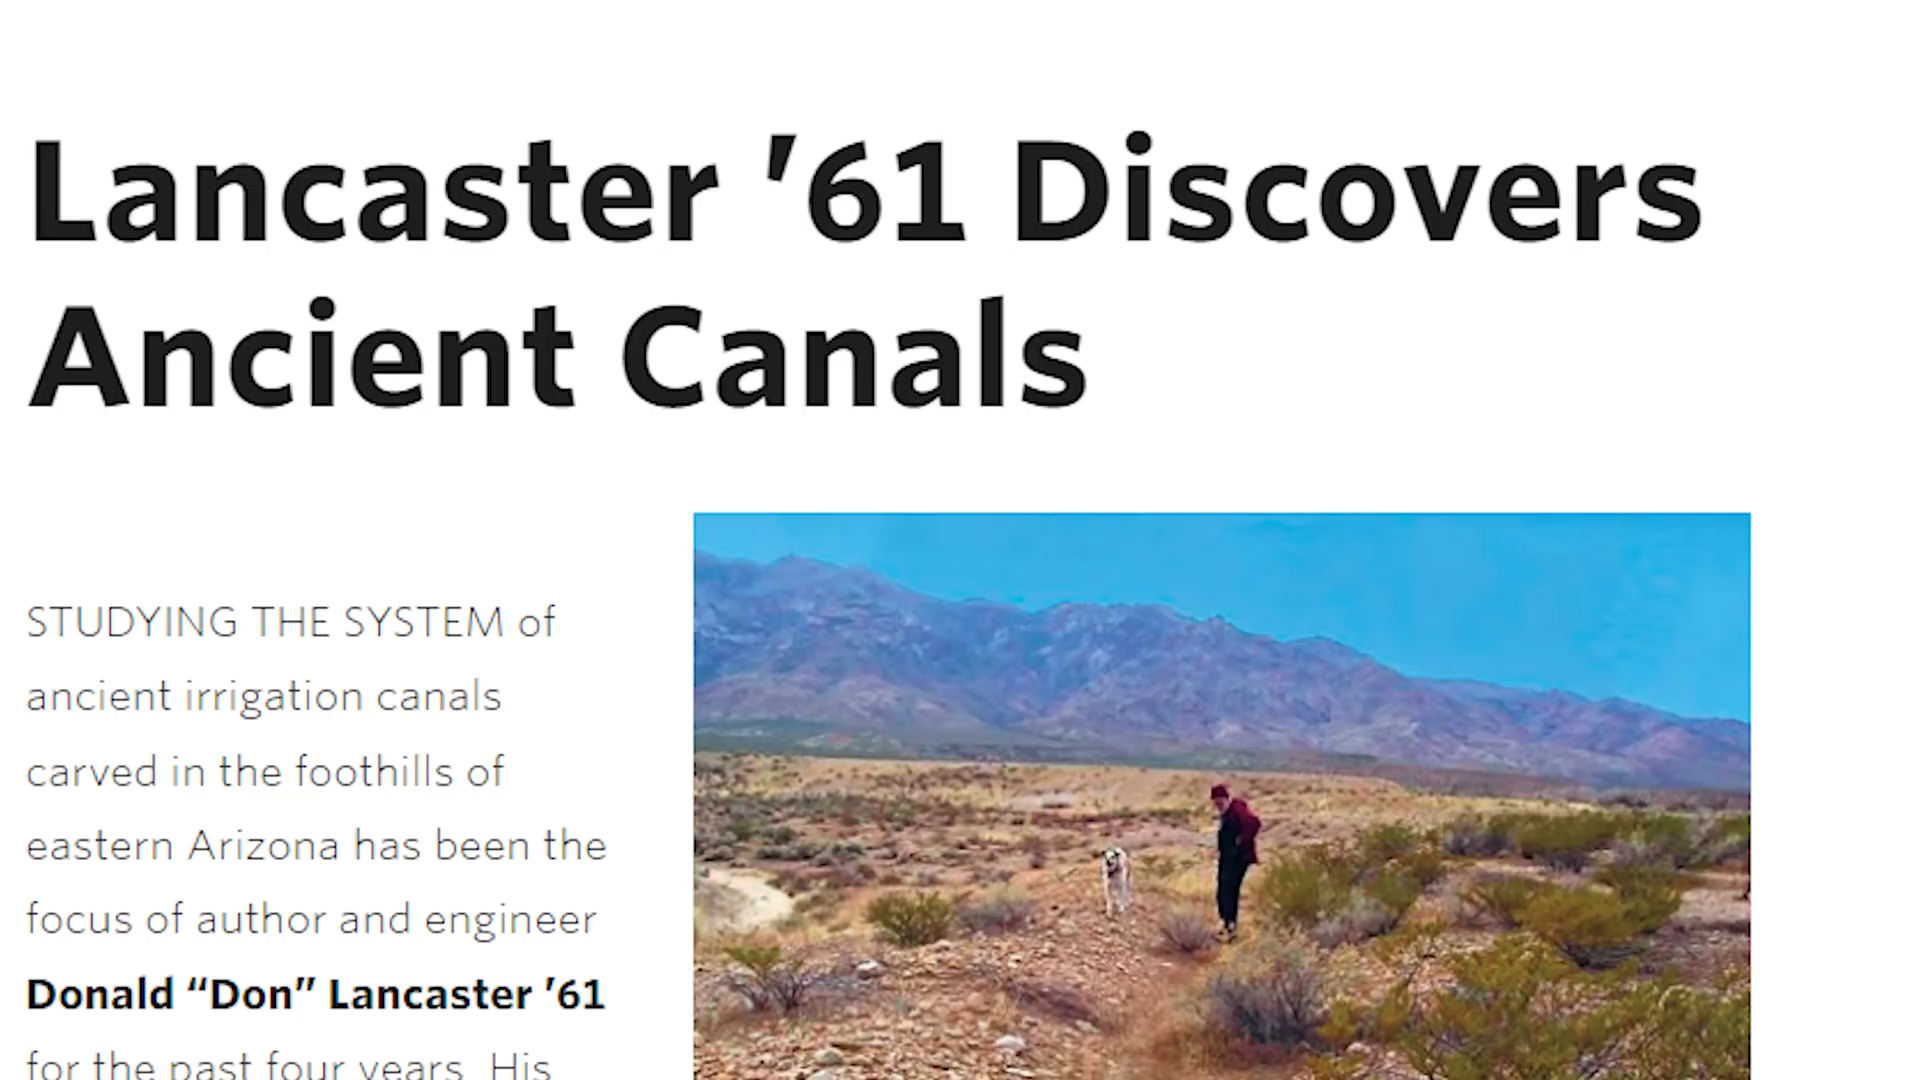 Lancaster ’61 Discovers
Ancient Canals
STUDYING THE SYSTEM of
ancient irrigation canals
carved in the foothills of
eastern Arizona has been the
focus of author and engineer
Donald “Don” Lancaster ’61
for the past four years. His